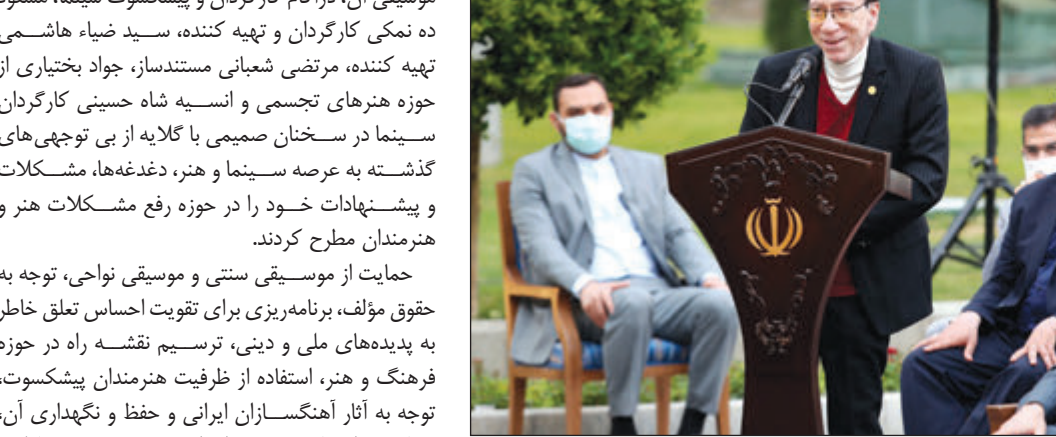 موسیقی ان، دراکام کارگردان و پیشکسوت سینما، مسعود
ده نمکی کارگردان و تهیه کننده، سید ضیاء هاشمی
تهیه کننده، مرتضی شعبانی مستندساز، جواد بختیاری از
حوزه هنرهای تجسمی و انسیه شاه حسینی کارگردان
سینما در سخنان صمیمی با گلایه از بی توجهی‌های
گذشته به عرصه سینما و هنر، دغدغه‌ها، مشکلات
و پیشنهادات خود را در حوزه رفع مشکلات هنر و
هنرمندان مطرح کردند.
حمایت از موسیقی سنتی و موسیقی نواحی، توجه به
حقوق مؤلف، برنامه‌ریزی برای تقویت احساس تعلق خاطر
به پدیده‌های ملی و دینی، ترسیم نقشه راه در حوزه
فرهنگ و هنر، استفاده از ظرفیت هنرمندان پیشکسوت،
توجه به آثار آهنگسازان ایرانی و حفظ و نگهداری آن،